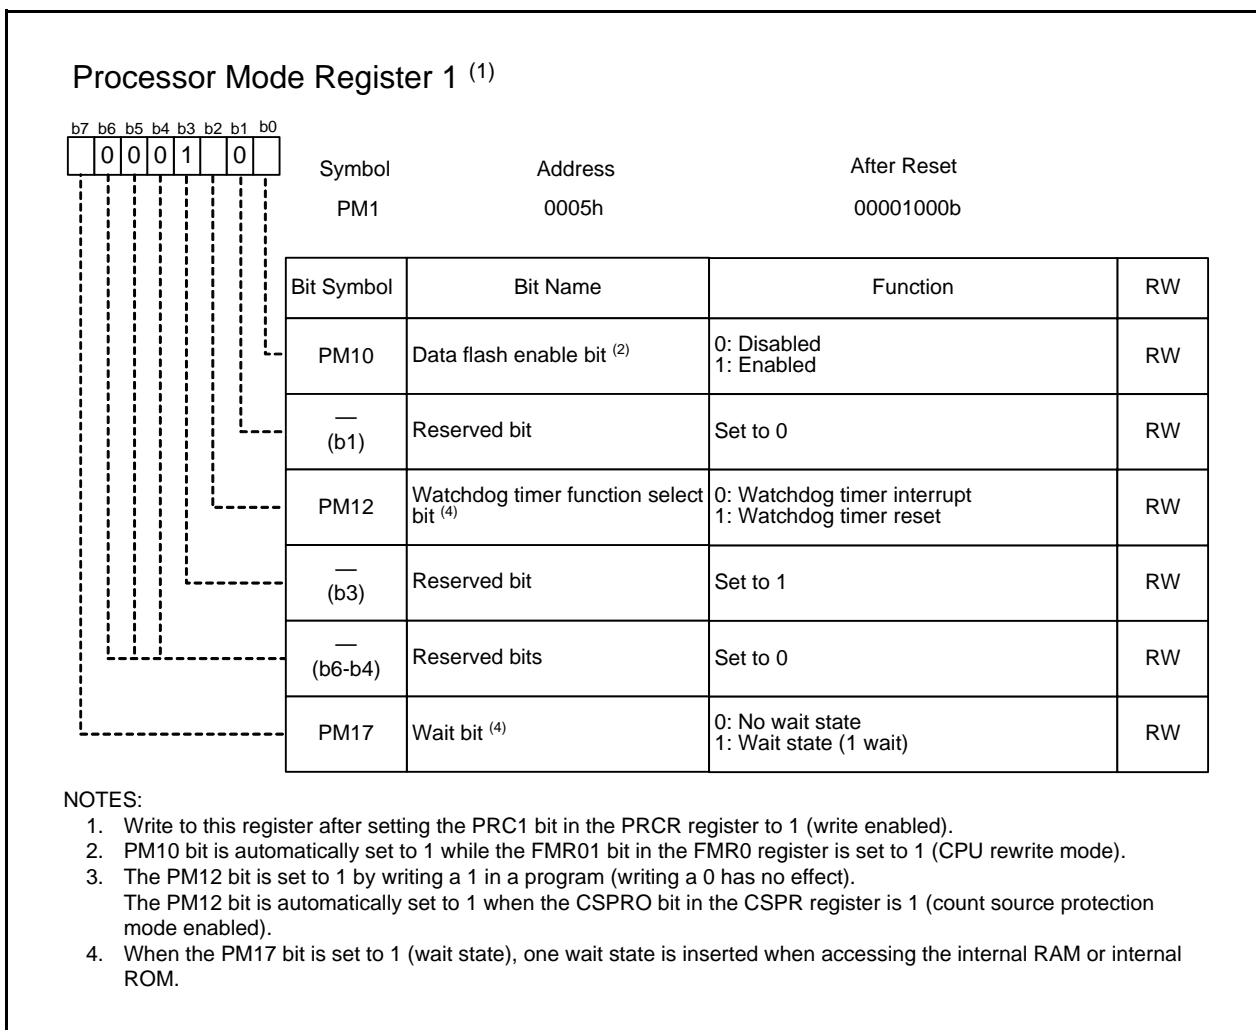 Processor Mode Register 1 (1)
b7 b6 b5 b4 b3 b2 b1 b0
0 0 0 1 0
Symbol Address After Reset
PM1 0005h 00001000b
Bit Symbol Bit Name Function RW
PM10 Data flash enable bit (2) 0: Disabled
1: Enabled RW
—
(b1) Reserved bit Set to 0 RW
PM12 Watchdog timer function select
bit (4) 0: Watchdog timer interrupt
1: Watchdog timer reset RW
—
(b3) Reserved bit Set to 1 RW
—
(b6-b4) Reserved bits Set to 0 RW
PM17 Wait bit (4) 0: No wait state
1: Wait state (1 wait) RW
NOTES:
1. Write to this register after setting the PRC1 bit in the PRCR register to 1 (write enabled).
2. PM10 bit is automatically set to 1 while the FMR01 bit in the FMR0 register is set to 1 (CPU rewrite mode).
3. The PM12 bit is set to 1 by writing a 1 in a program (writing a 0 has no effect).
The PM12 bit is automatically set to 1 when the CSPRO bit in the CSPR register is 1 (count source protection
mode enabled).
4. When the PM17 bit is set to 1 (wait state), one wait state is inserted when accessing the internal RAM or internal
ROM.